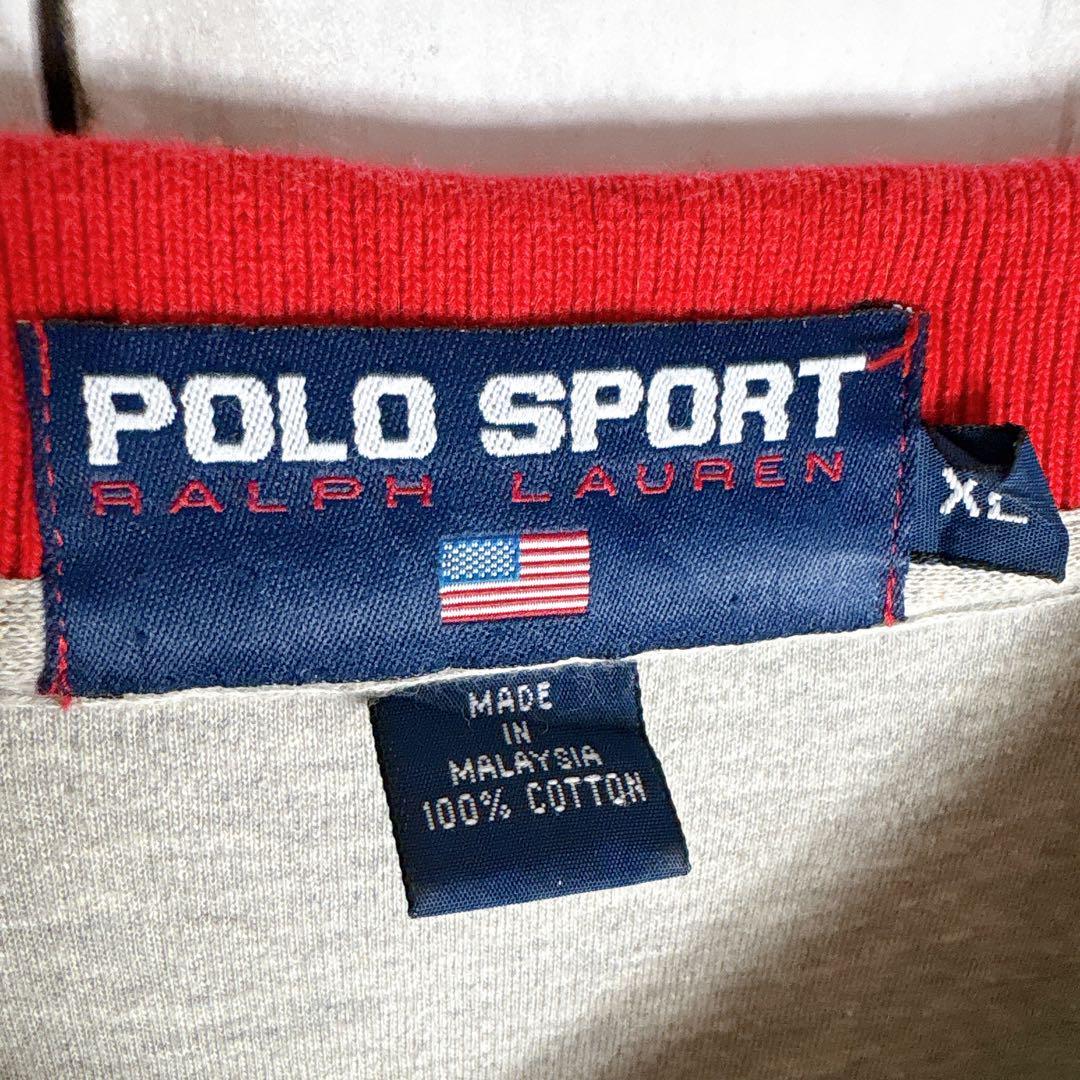 POLO SPORT
RALPH LAUREN
XL
MADE
IN
MALAYSIA
100% COTTON